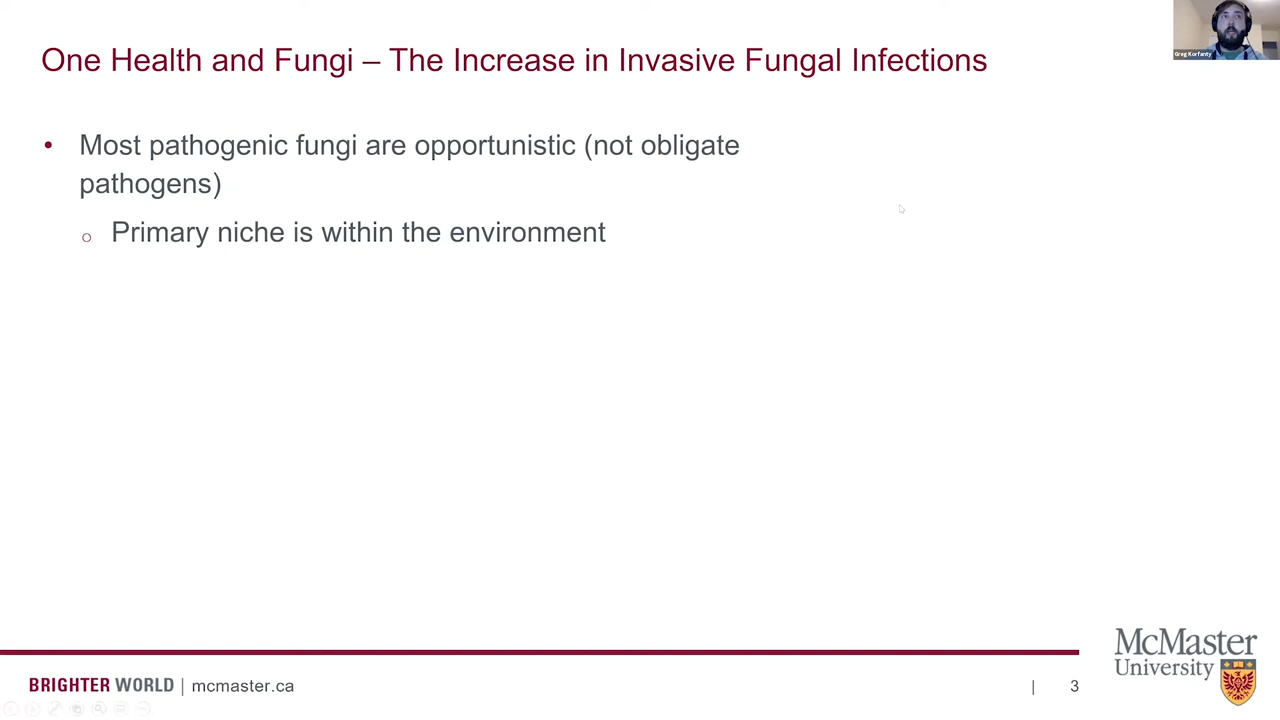 One Health and Fungi – The Increase in Invasive Fungal Infections
Greg Korfanty
• Most pathogenic fungi are opportunistic (not obligate
pathogens)
o Primary niche is within the environment
McMaster
University
BRIGHTER WORLD | mcmaster.ca
| 3